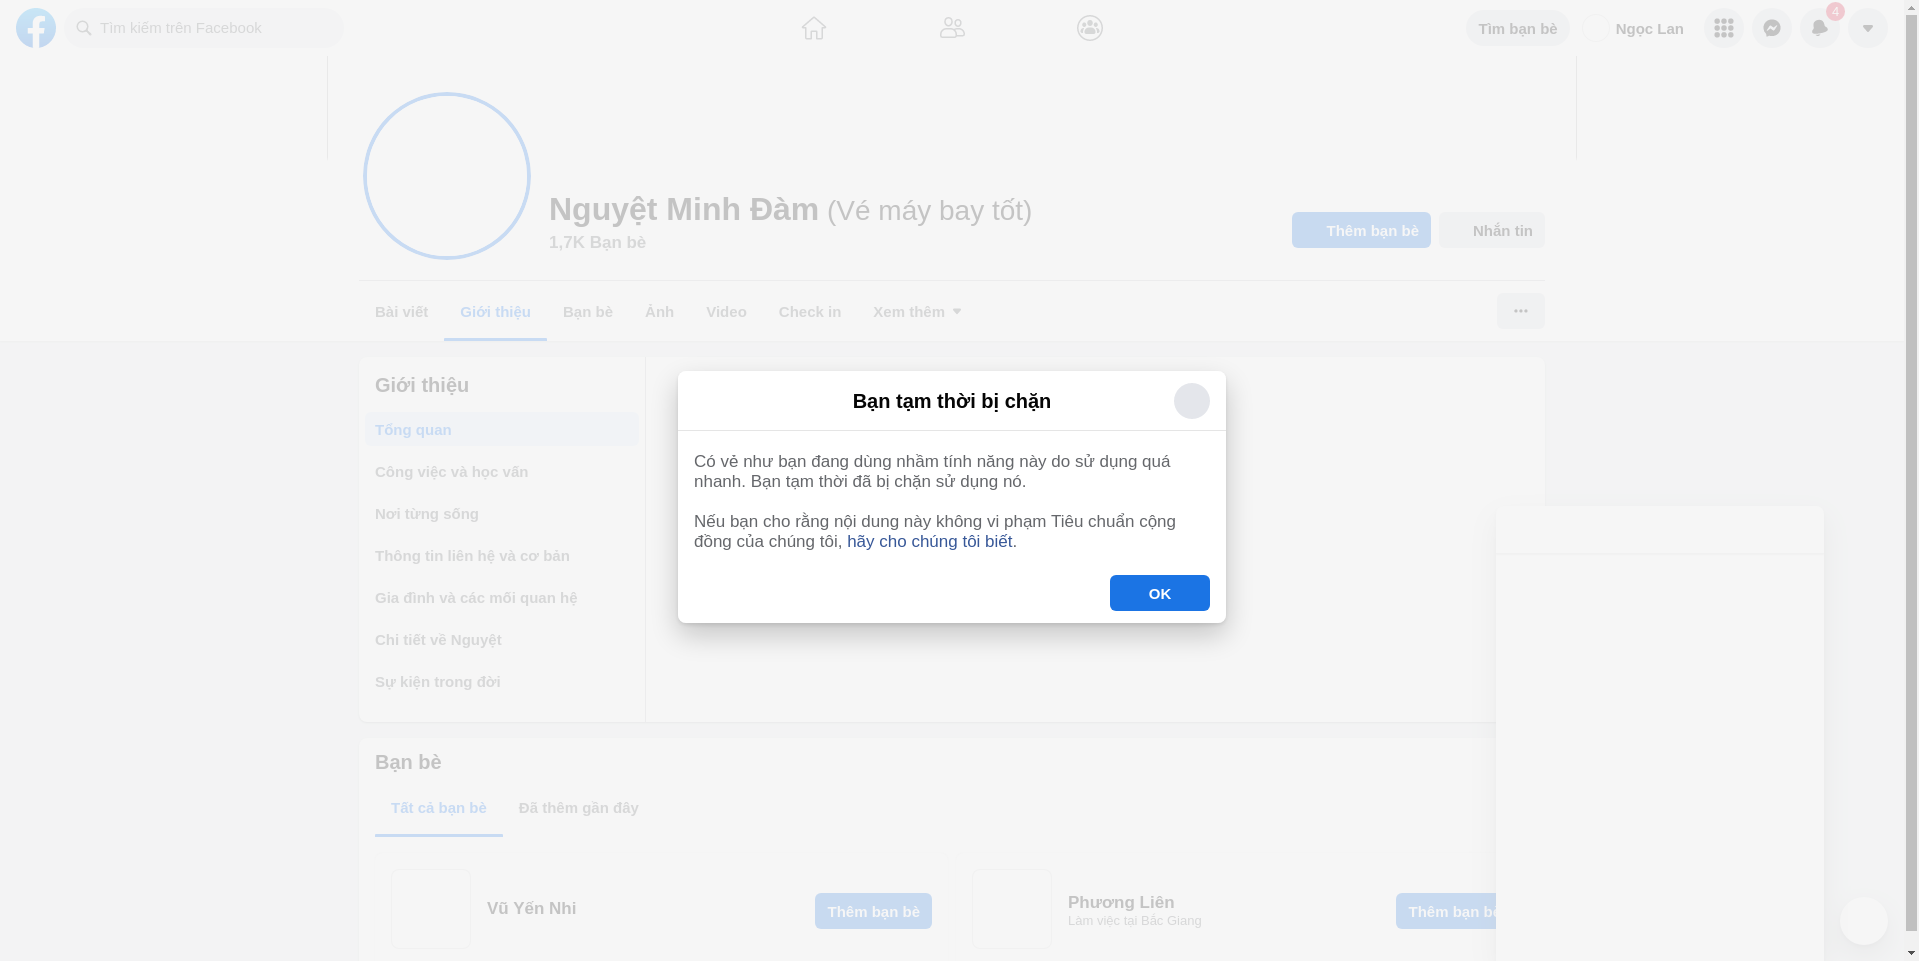 Tìm kiếm trên Facebook
Tìm bạn bè
Ngọc Lan
4
Nguyệt Minh Đàm (Vé máy bay tốt)
1,7K Bạn bè
Thêm bạn bè
Nhắn tin
Bài viết
Giới thiệu
Bạn bè
Ảnh
Video
Check in
Xem thêm
Giới thiệu
Tổng quan
Công việc và học vấn
Nơi từng sống
Thông tin liên hệ và cơ bản
Gia đình và các mối quan hệ
Chi tiết về Nguyệt
Sự kiện trong đời
Bạn tạm thời bị chặn
Có vẻ như bạn đang dùng nhầm tính năng này do sử dụng quá
nhanh. Bạn tạm thời đã bị chặn sử dụng nó.
Nếu bạn cho rằng nội dung này không vi phạm Tiêu chuẩn cộng
đồng của chúng tôi, hãy cho chúng tôi biết.
OK
Bạn bè
Tất cả bạn bè
Đã thêm gần đây
Vũ Yến Nhi
Thêm bạn bè
Phương Liên
Làm việc tại Bắc Giang
Thêm bạn bè